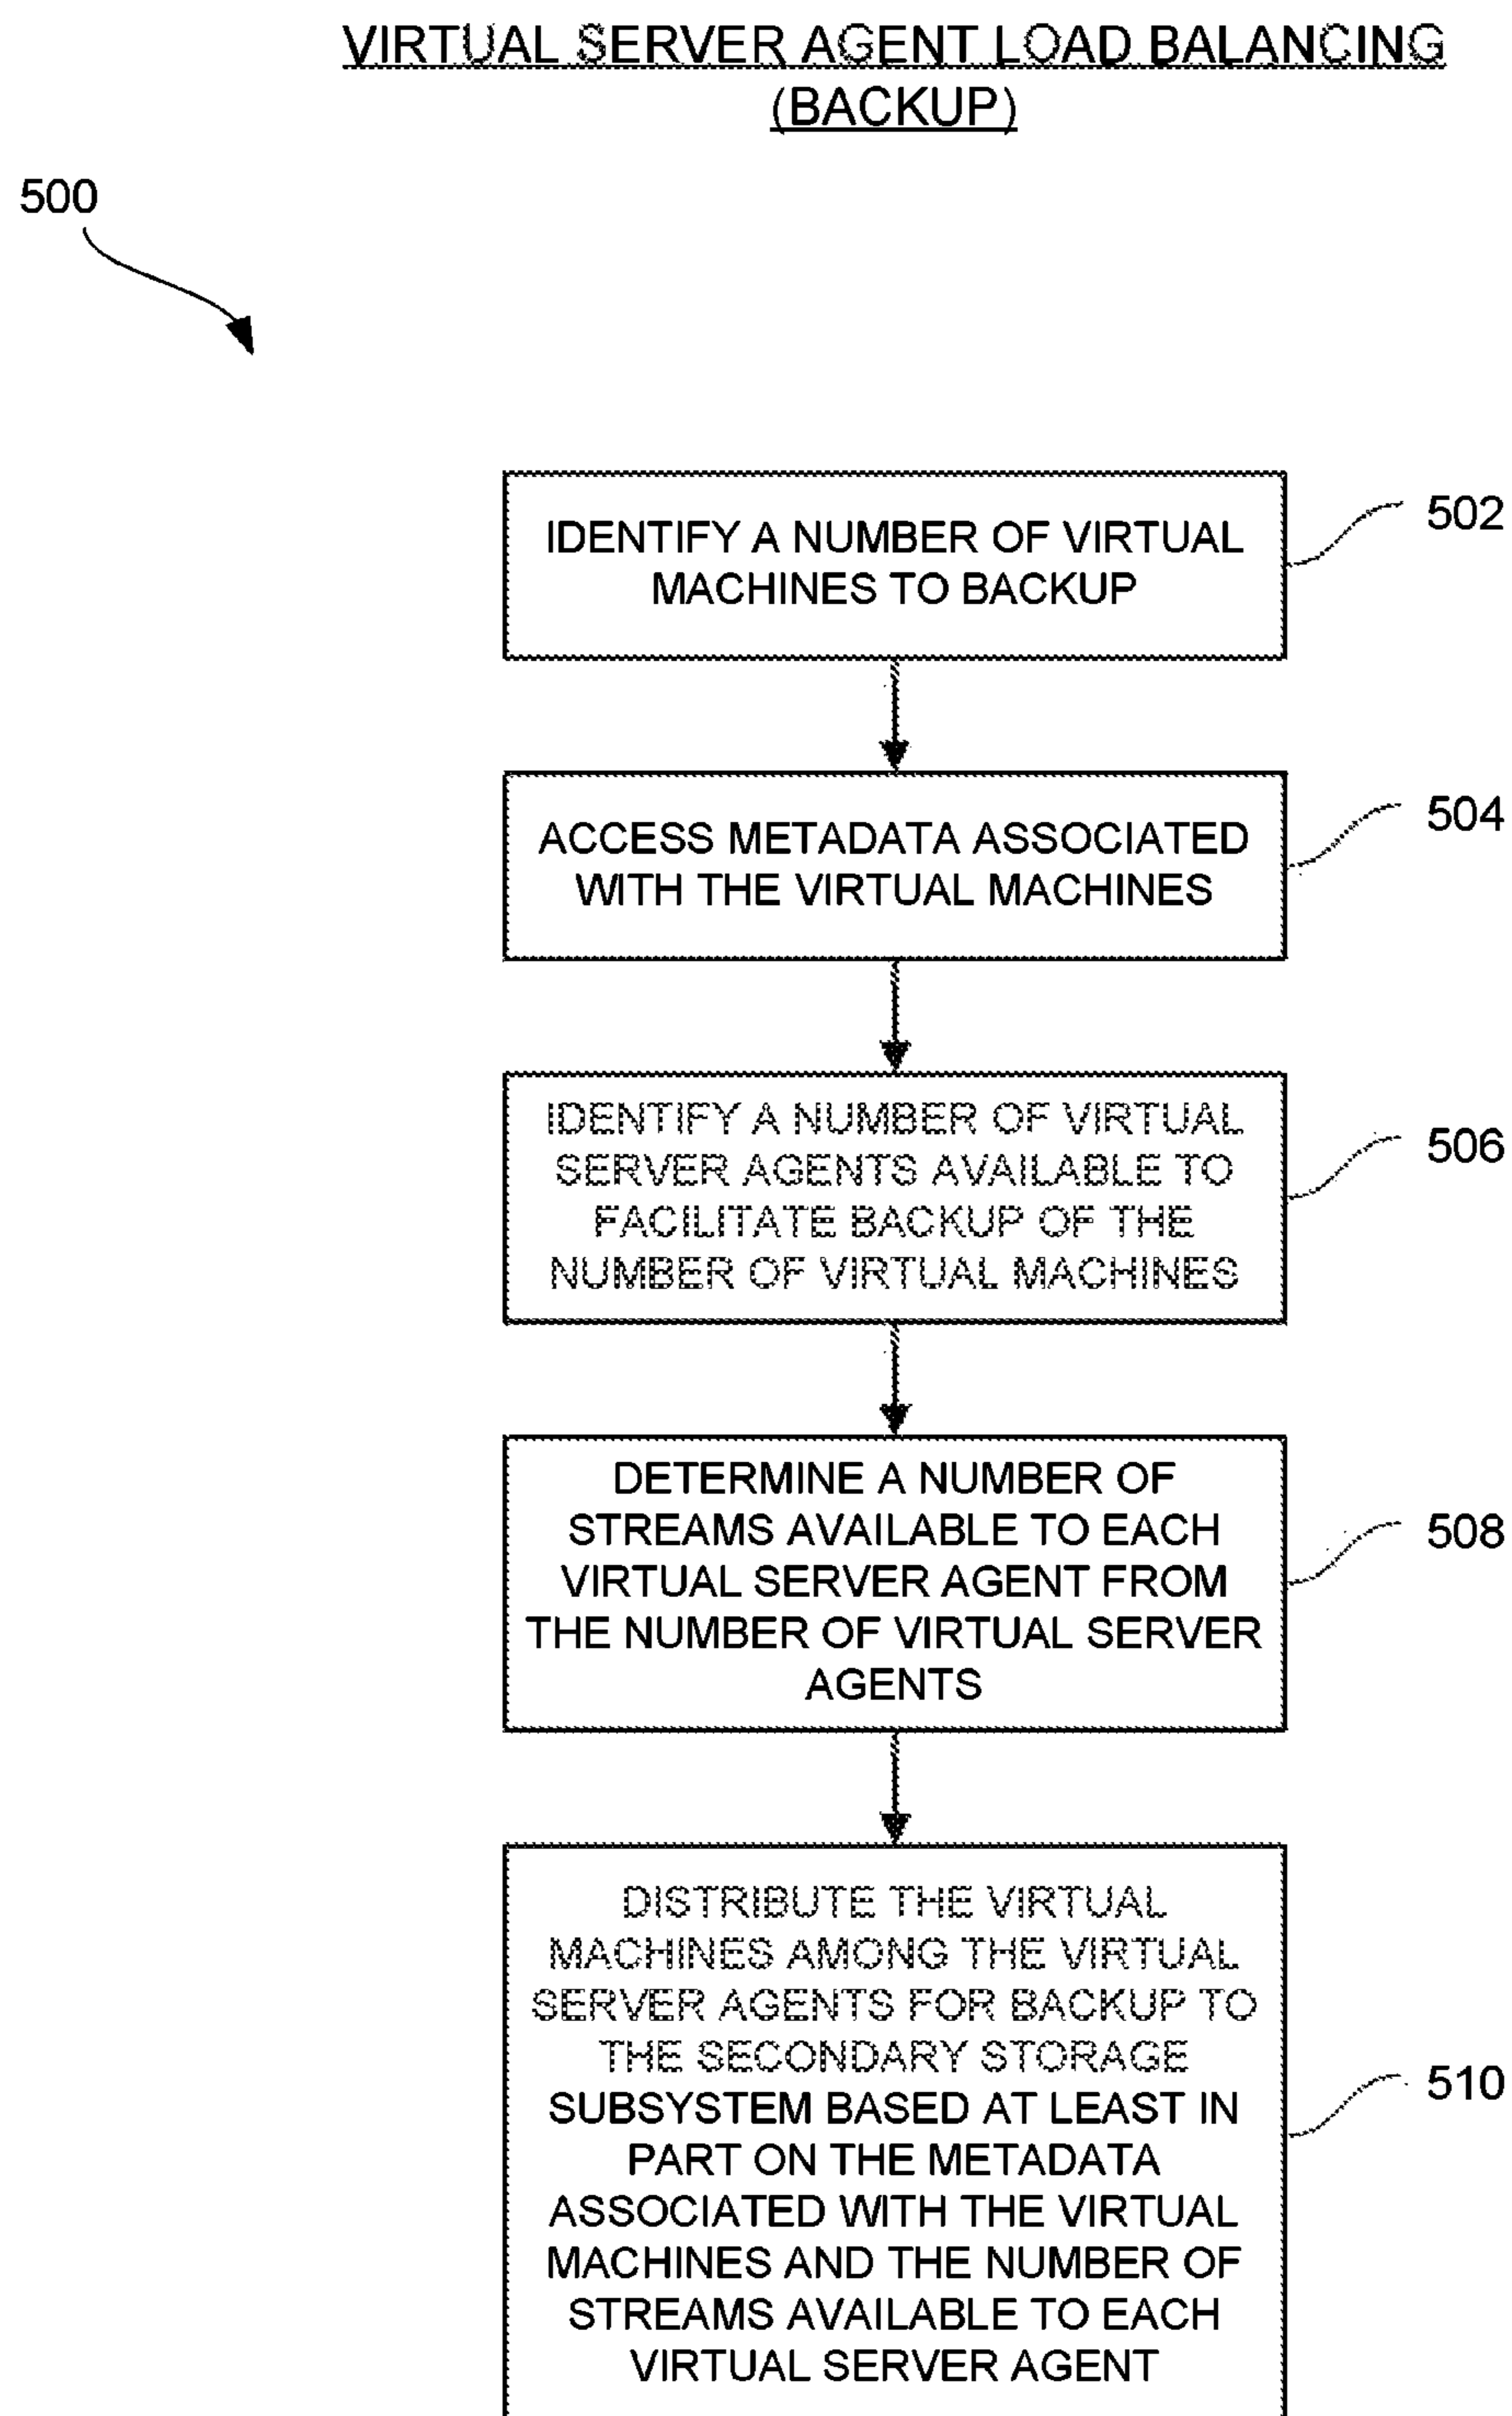 VIRTUAL SERVER AGENT LOAD BALANCING
(BACKUP)
500
IDENTIFY A NUMBER OF VIRTUAL
MACHINES TO BACKUP
502
ACCESS METADATA ASSOCIATED
WITH THE VIRTUAL MACHINES
504
IDENTIFY A NUMBER OF VIRTUAL
SERVER AGENTS AVAILABLE TO
FACILITATE BACKUP OF THE
NUMBER OF VIRTUAL MACHINES
506
DETERMINE A NUMBER OF
STREAMS AVAILABLE TO EACH
VIRTUAL SERVER AGENT FROM
THE NUMBER OF VIRTUAL SERVER
AGENTS
508
DISTRIBUTE THE VIRTUAL
MACHINES AMONG THE VIRTUAL
SERVER AGENTS FOR BACKUP TO
THE SECONDARY STORAGE
SUBSYSTEM BASED AT LEAST IN
PART ON THE METADATA
ASSOCIATED WITH THE VIRTUAL
MACHINES AND THE NUMBER OF
STREAMS AVAILABLE TO EACH
VIRTUAL SERVER AGENT
510